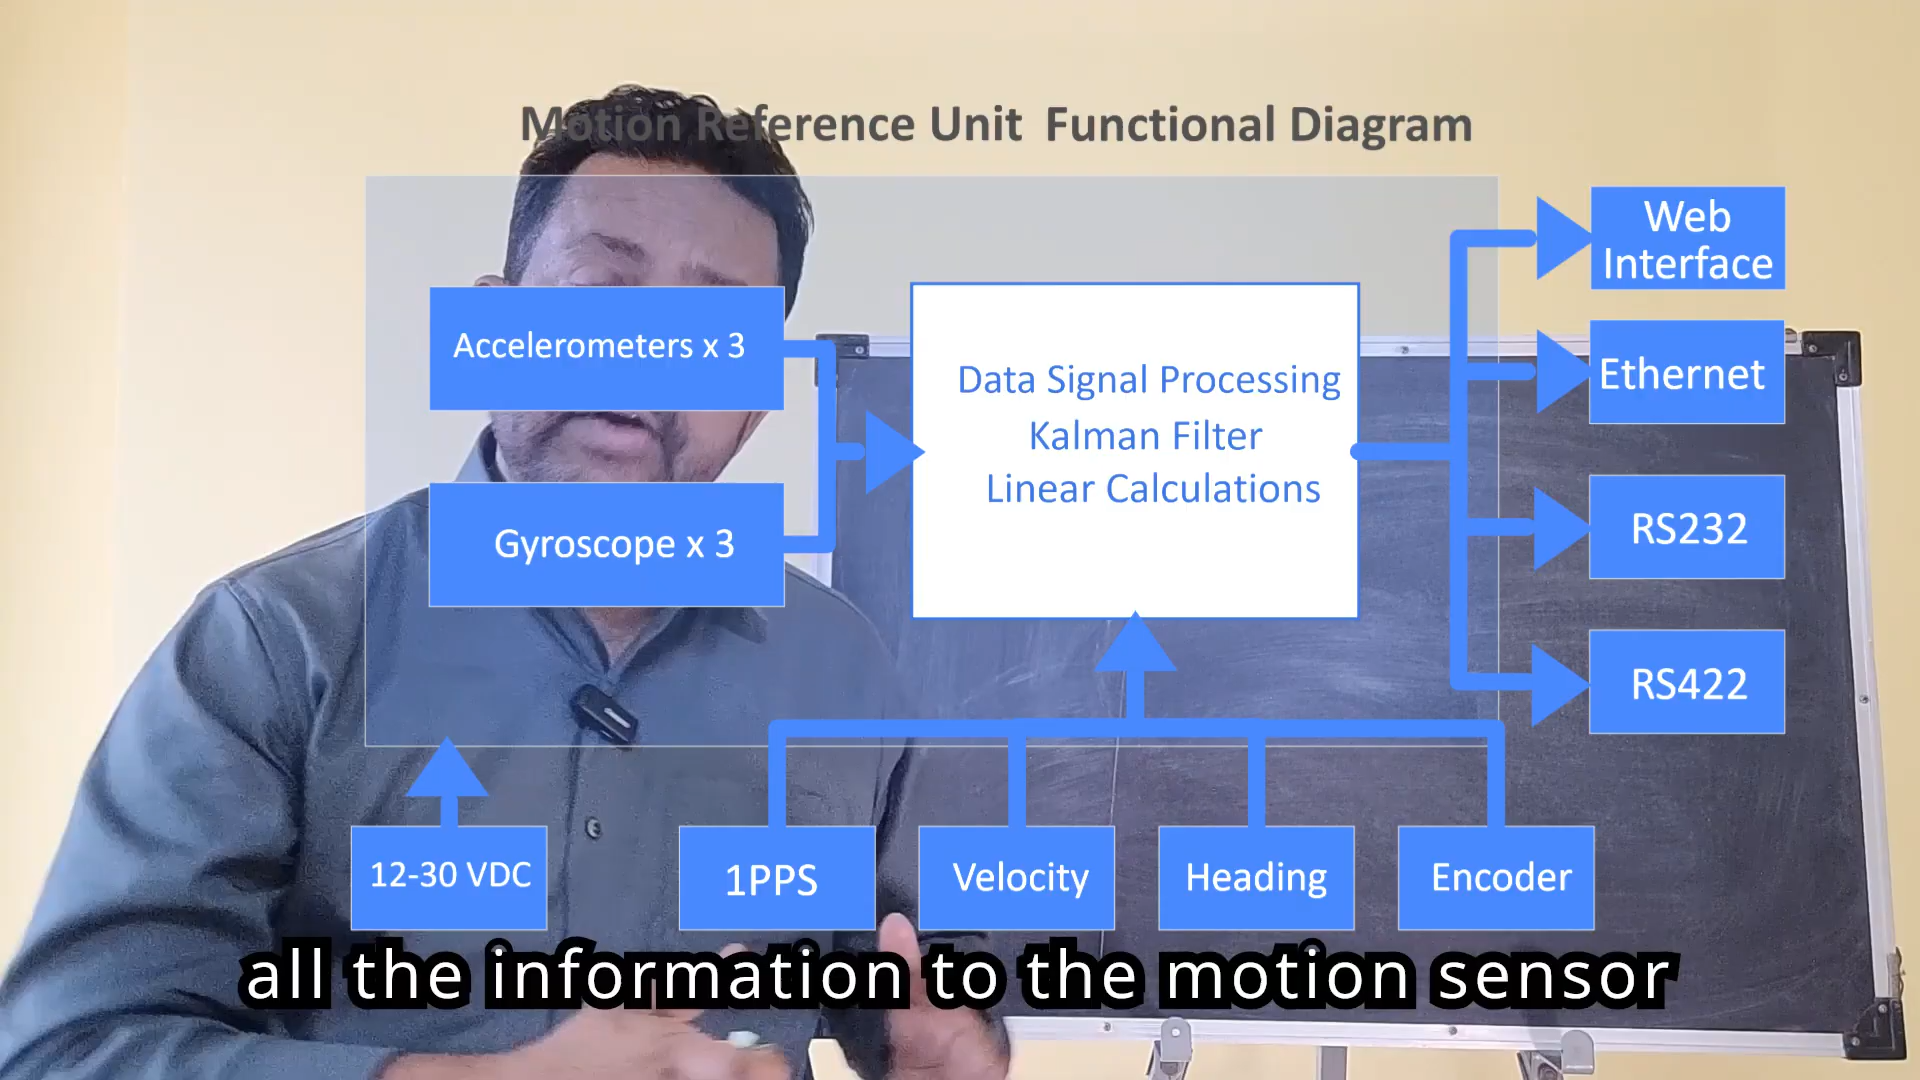 Motion Reference Unit Functional Diagram
Web
Interface
Accelerometers x 3
Ethernet
Data Signal Processing
Kalman Filter
Linear Calculations
Gyroscope x 3
RS232
RS422
12-30 VDC
1PPS
Velocity
Heading
Encoder
all the information to the motion sensor